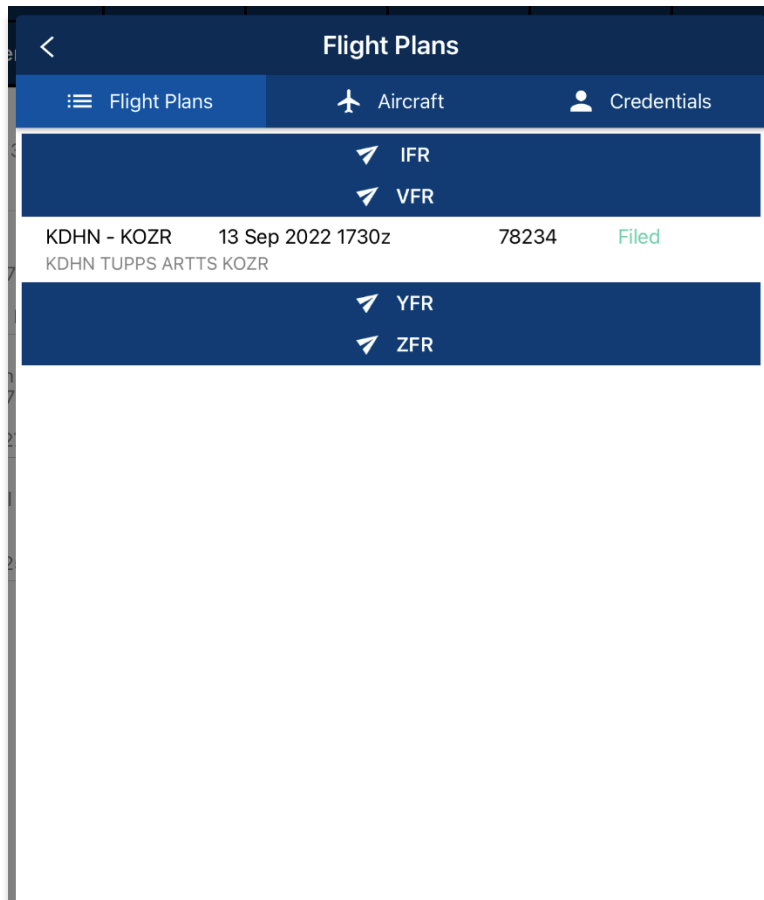 Flight Plans
Flight Plans Aircraft Credentials
IFR
VFR
KDHN - KOZR 13 Sep 2022 1730z 78234 Filed
KDHN TUPPS ARTTS KOZR
YFR
ZFR